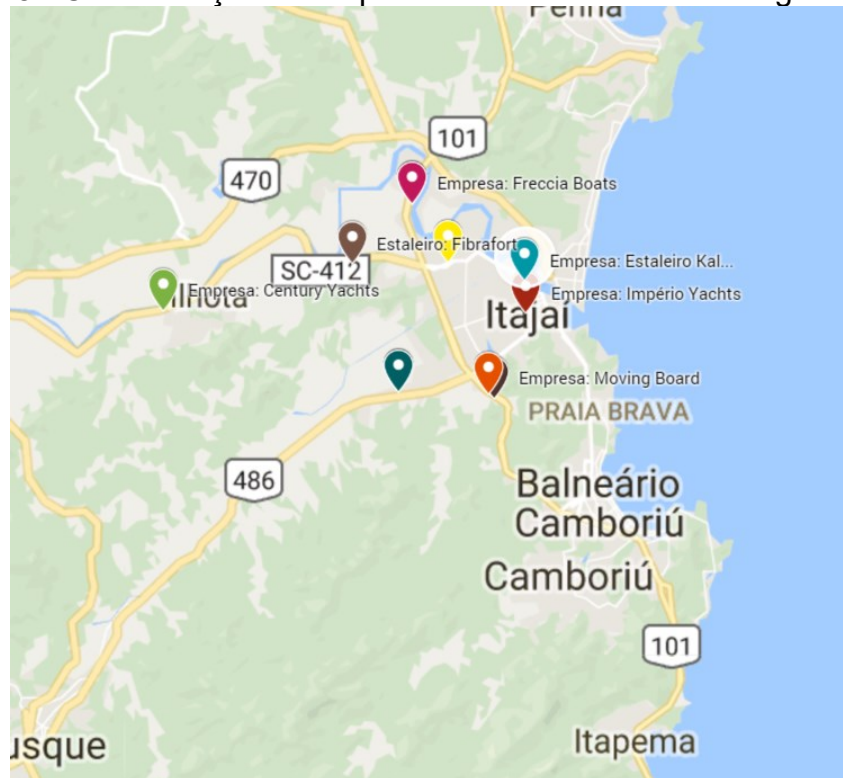 Penha
101
470
Empresa: Freccia Boats
Estaleiro: Fibrafort
SC-412
Empresa: Estaleiro Kal...
Ilhota
Empresa: Century Yachts
Empresa: Império Yachts
Itajaí
Empresa: Moving Board
PRAIA BRAVA
486
Balneário
Camboriú
Camboriú
101
Itapema
usque